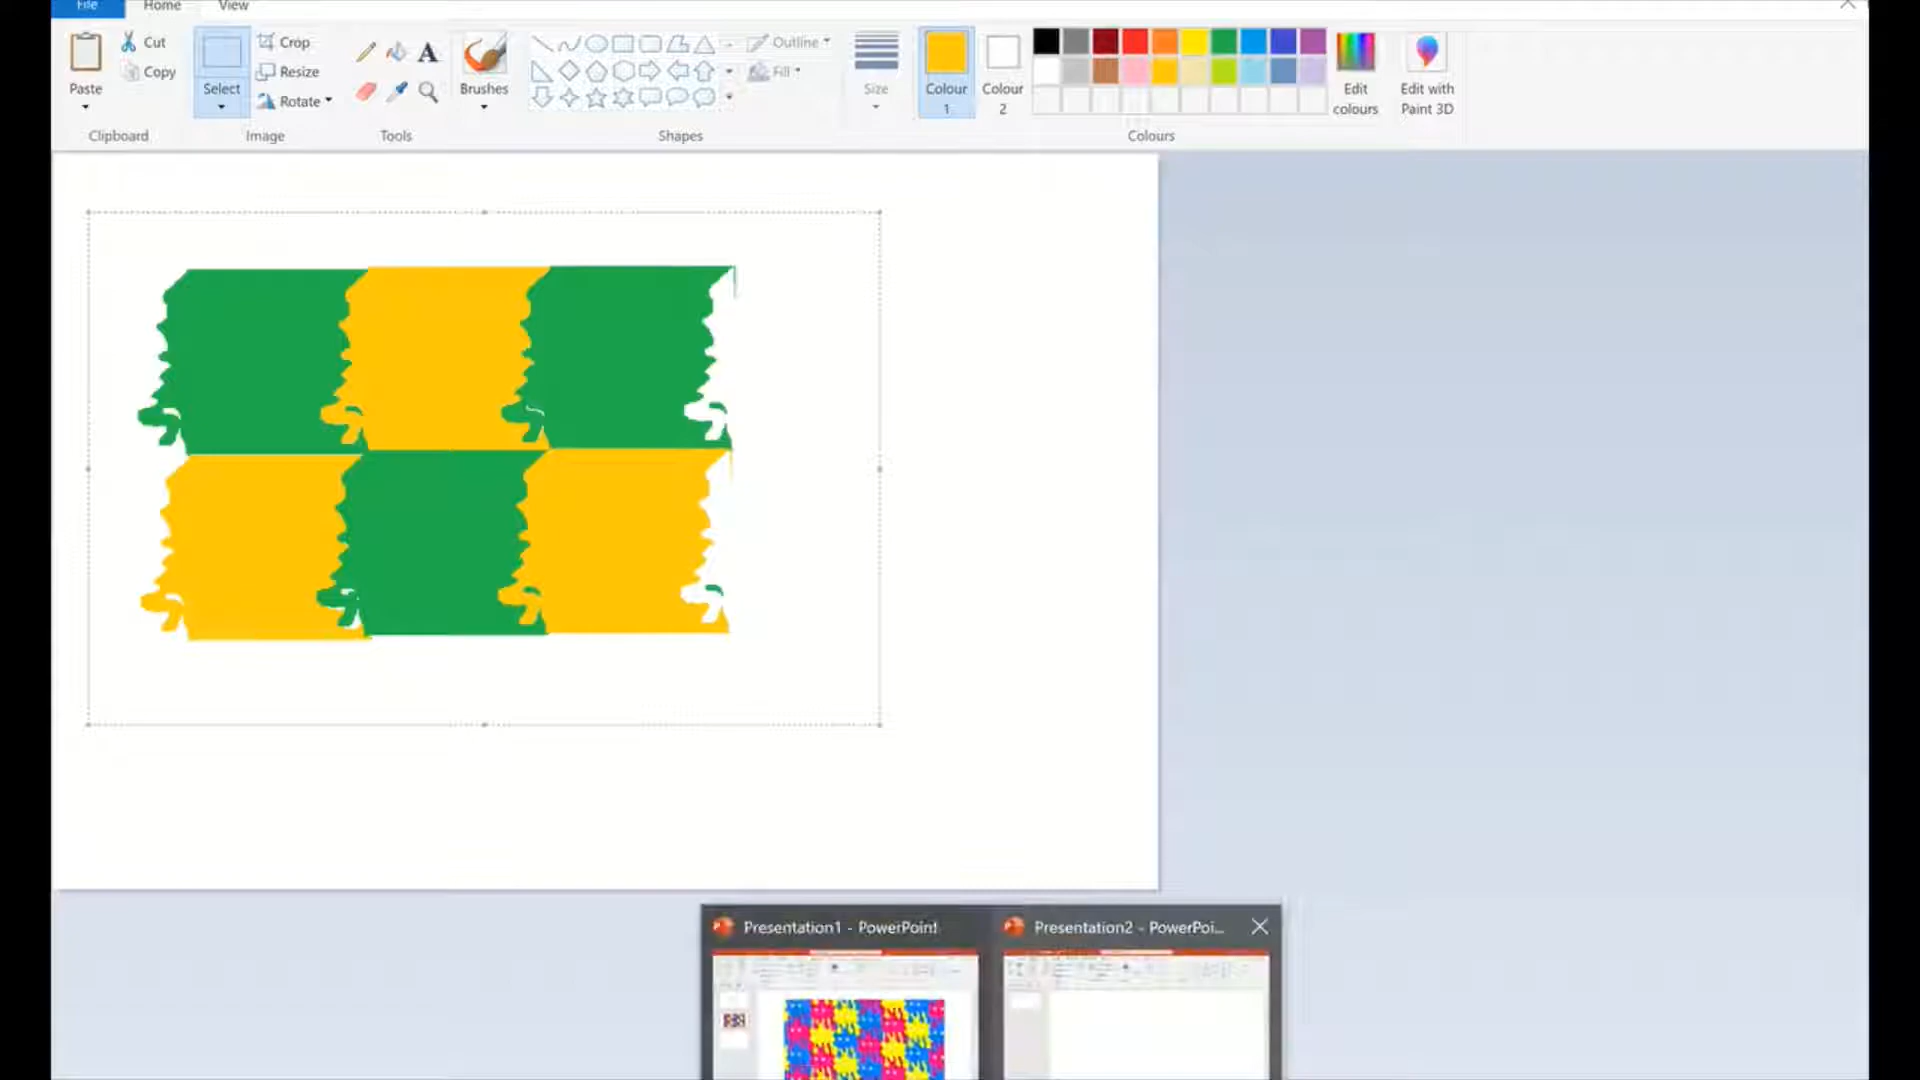 File Home View
Cut
Copy
Paste
Clipboard
Select
Crop
Resize
Rotate
Image
A
Tools
Brushes
Outline
Fill
Shapes
Size
Colour
1
Colour
2
Edit
colours
Edit with
Paint 3D
Colours
Presentation1 - PowerPoint
Presentation2 - PowerPoi...